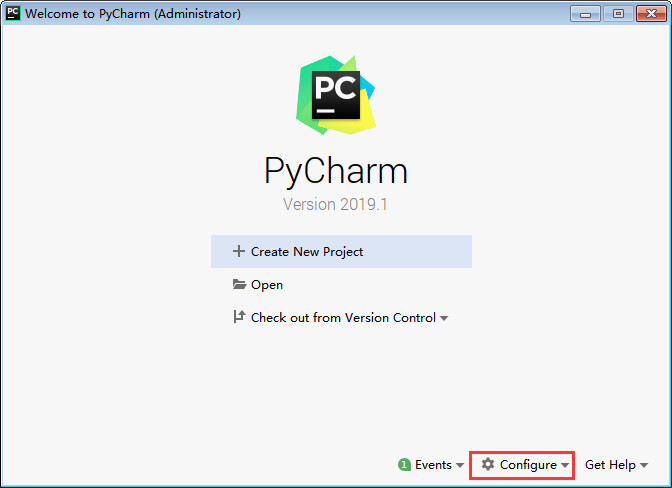 PC Welcome to PyCharm (Administrator)
PC
PyCharm
Version 2019.1
Create New Project
Open
Check out from Version Control
1 Events Configure Get Help